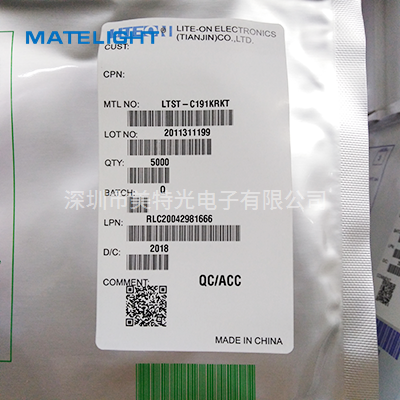 MATELIGHT
LITE-ON ELECTRONICS
(TIANJIN)CO.,LTD.
CUST:
CPN:
MTL NO: LTST-C191KRKT
LOT NO: 2011311199
QTY: 5000
BATCH: 0
深圳市美特光电子有限公司
LPN: RLC20042981666
D/C: 2018
COMMENT: QC/ACC
MADE IN CHINA